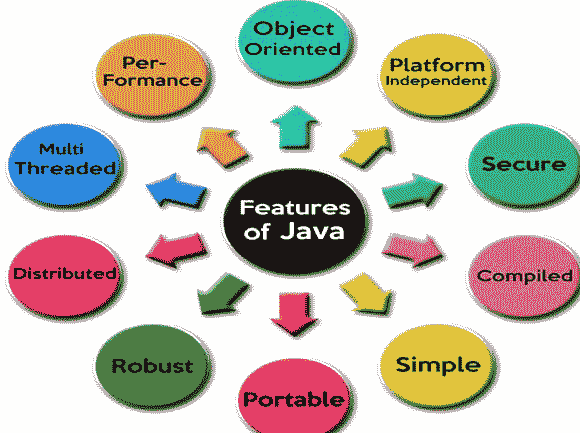 Object
Oriented
Platform
Independent
Secure
Compiled
Simple
Portable
Robust
Distributed
Multi
Threaded
Per-
Formance
Features
of Java